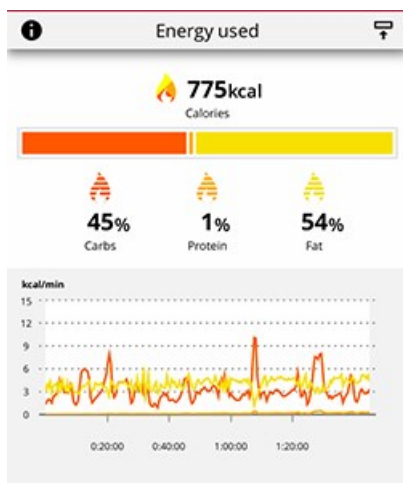 Energy used
775kcal
Calories
45% 1% 54%
Carbs Protein Fat
kcal/min
15
12
9
6
3
0
0:20:00 0:40:00 1:00:00 1:20:00